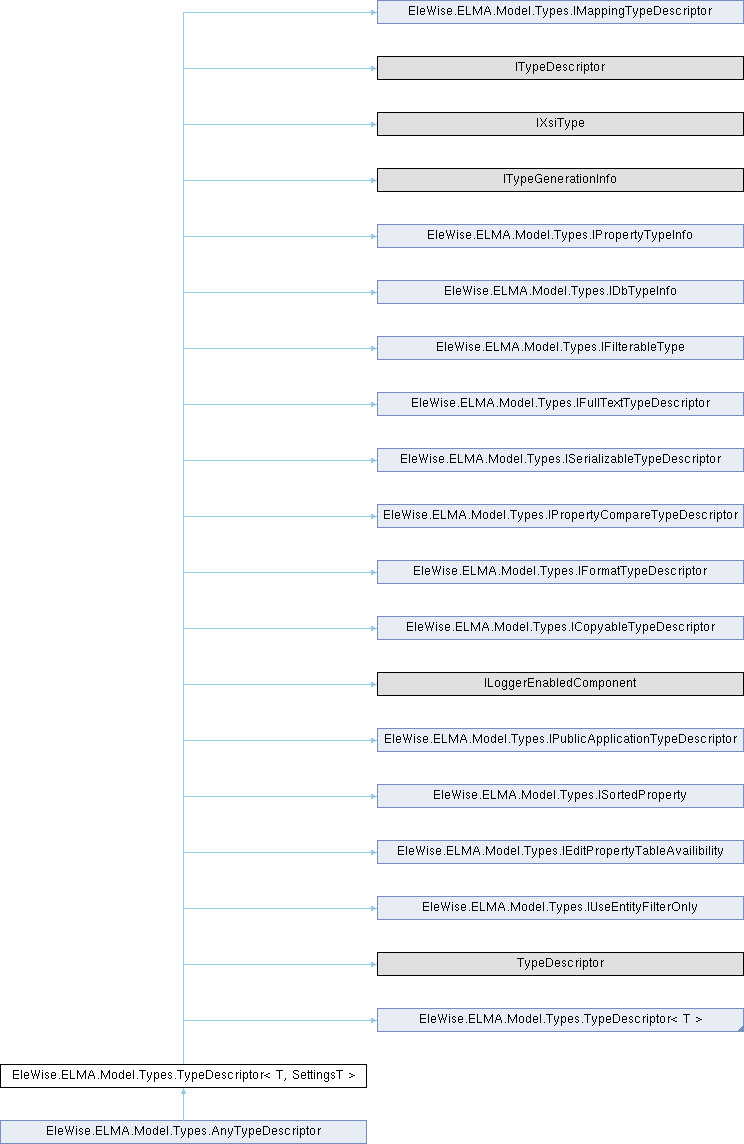 EleWise.ELMA.Model.Types.IMappingTypeDescriptor
ITypeDescriptor
IXsiType
ITypeGenerationInfo
EleWise.ELMA.Model.Types.IPropertyTypeInfo
EleWise.ELMA.Model.Types.IDbTypeInfo
EleWise.ELMA.Model.Types.IFilterableType
EleWise.ELMA.Model.Types.IFullTextTypeDescriptor
EleWise.ELMA.Model.Types.ISerializableTypeDescriptor
EleWise.ELMA.Model.Types.IPropertyCompareTypeDescriptor
EleWise.ELMA.Model.Types.IFormatTypeDescriptor
EleWise.ELMA.Model.Types.ICopyableTypeDescriptor
ILoggerEnabledComponent
EleWise.ELMA.Model.Types.IPublicApplicationTypeDescriptor
EleWise.ELMA.Model.Types.ISortedProperty
EleWise.ELMA.Model.Types.IEditPropertyTableAvailibility
EleWise.ELMA.Model.Types.IUseEntityFilterOnly
TypeDescriptor
EleWise.ELMA.Model.Types.TypeDescriptor< T >
EleWise.ELMA.Model.Types.TypeDescriptor< T, SettingsT >
EleWise.ELMA.Model.Types.AnyTypeDescriptor